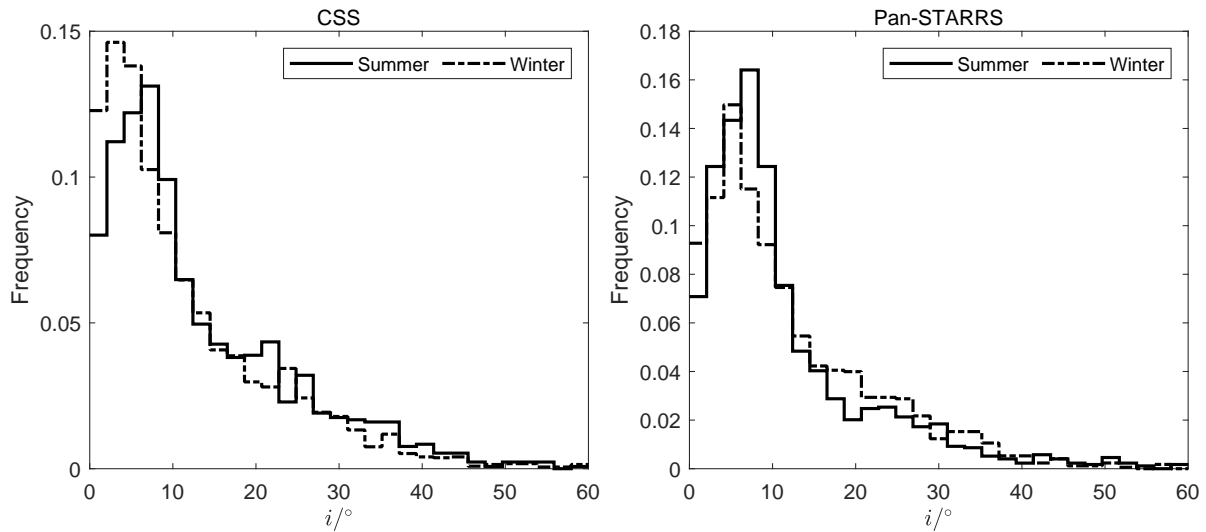 CSS
Summer Winter
0.15
0.1
0.05
0
Frequency
0 10 20 30 40 50 60
i/°
Pan-STARRS
Summer Winter
0.18
0.16
0.14
0.12
0.1
0.08
0.06
0.04
0.02
0
Frequency
0 10 20 30 40 50 60
i/°